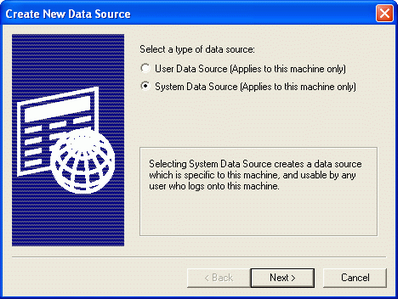 Create New Data Source
Select a type of data source:
User Data Source (Applies to this machine only)
System Data Source (Applies to this machine only)
Selecting System Data Source creates a data source
which is specific to this machine, and usable by any
user who logs onto this machine.
< Back
Next >
Cancel